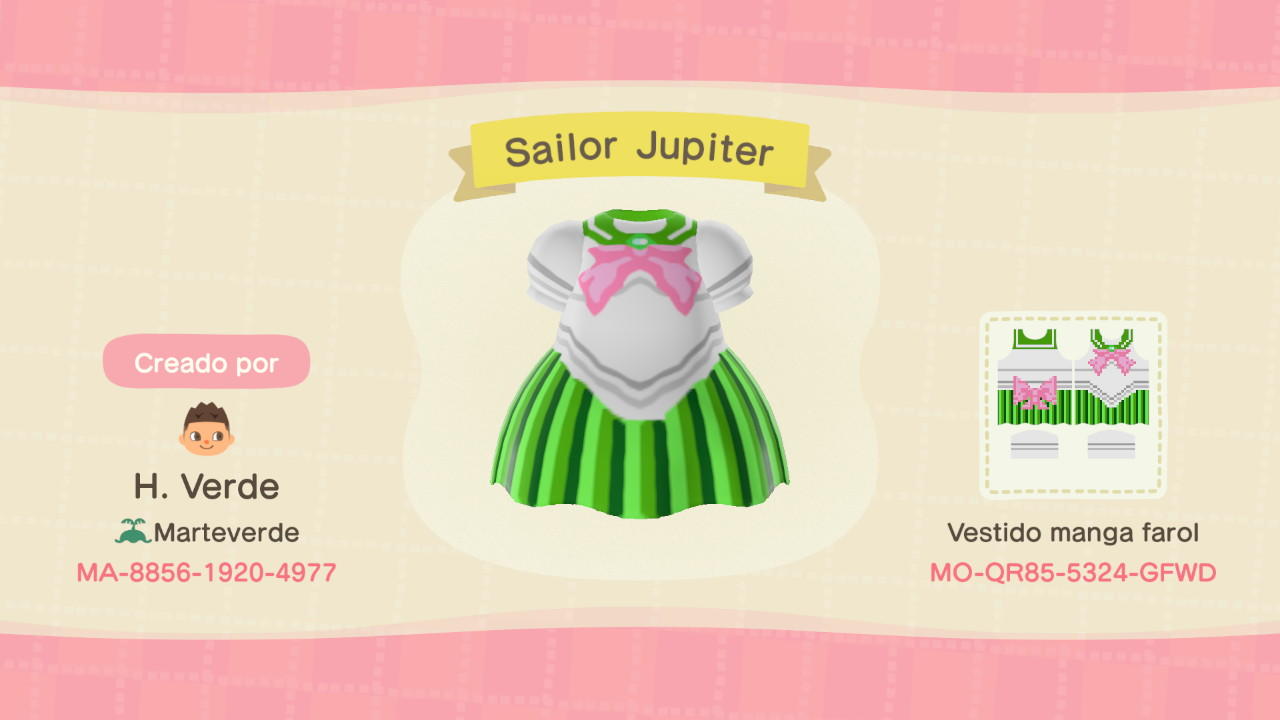 Sailor Jupiter
Creado por
H. Verde
Marteverde
MA-8856-1920-4977
Vestido manga farol
MO-QR85-5324-GFWD